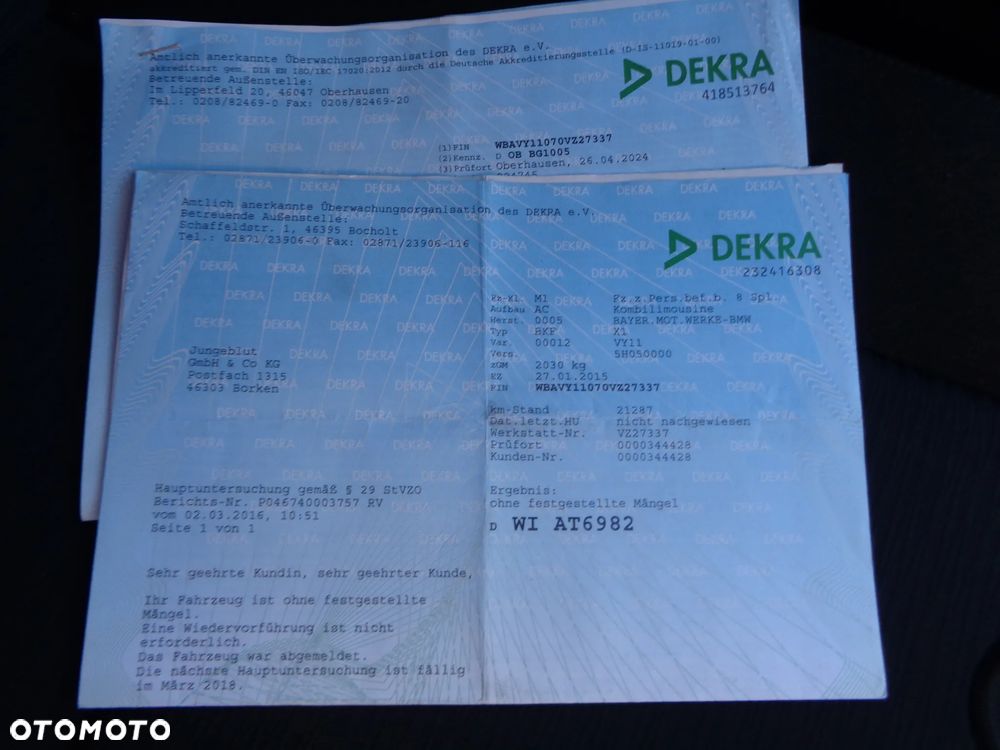 Amtlich anerkannte Überwachungsorganisation des DEKRA e.V.
akkreditiert gem. DIN EN ISO/IEC 17020:2012 durch die Deutsche Akkreditierungsstelle (D-IS-11019-01-00)
Betreuende Außenstelle:
Im Lipperfeld 20, 46047 Oberhausen
Tel.: 0208/82469-0 Fax: 0208/82469-20
DEKRA
418513764
(1) FIN WBAVY11070VZ27337
(2) Kennz. D OB BG1005
(3) Prüfort Oberhausen, 26.04.2024
Amtlich anerkannte Überwachungsorganisation des DEKRA e.V.
Betreuende Außenstelle:
Schaffeldstr. 1, 46395 Bocholt
Tel.: 02871/23906-0 Fax: 02871/23906-116
DEKRA
232416308
Fz-Kl. M1 Fz.z.Pers.bef.b. 8 Spl.
Aufbau AC Kombilimousine
Herst. 0005 BAYER.MOT.WERKE-BMW
Typ BKF X1
Var. 00012 VY11
Vers. 5H050000
zGM 2030 kg
EZ 27.01.2015
FIN WBAVY11070VZ27337
Jungeblut
GmbH & Co KG
Postfach 1315
46303 Borken
km-Stand 21287
Dat.letzt.HU nicht nachgewiesen
Werkstatt-Nr. VZ27337
Prüfort 0000344428
Kunden-Nr. 0000344428
Hauptuntersuchung gemäß § 29 StVZO
Berichts-Nr. P046740003757 RV
vom 02.03.2016, 10:51
Seite 1 von 1
Ergebnis:
ohne festgestellte Mängel
D WI AT6982
Sehr geehrte Kundin, sehr geehrter Kunde,
Ihr Fahrzeug ist ohne festgestellte
Mängel.
Eine Wiedervorführung ist nicht
erforderlich.
Das Fahrzeug war abgemeldet.
Die nächste Hauptuntersuchung ist fällig
im März 2018.
OTOMOTO